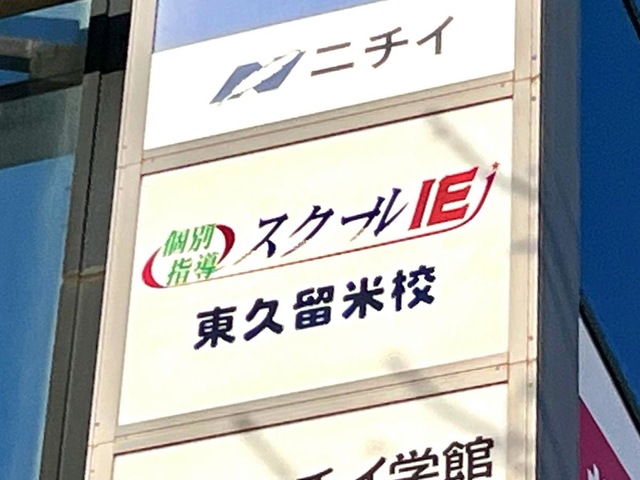 ニチイ
個別
指導
スクールIE
東久留米校
チイ学館